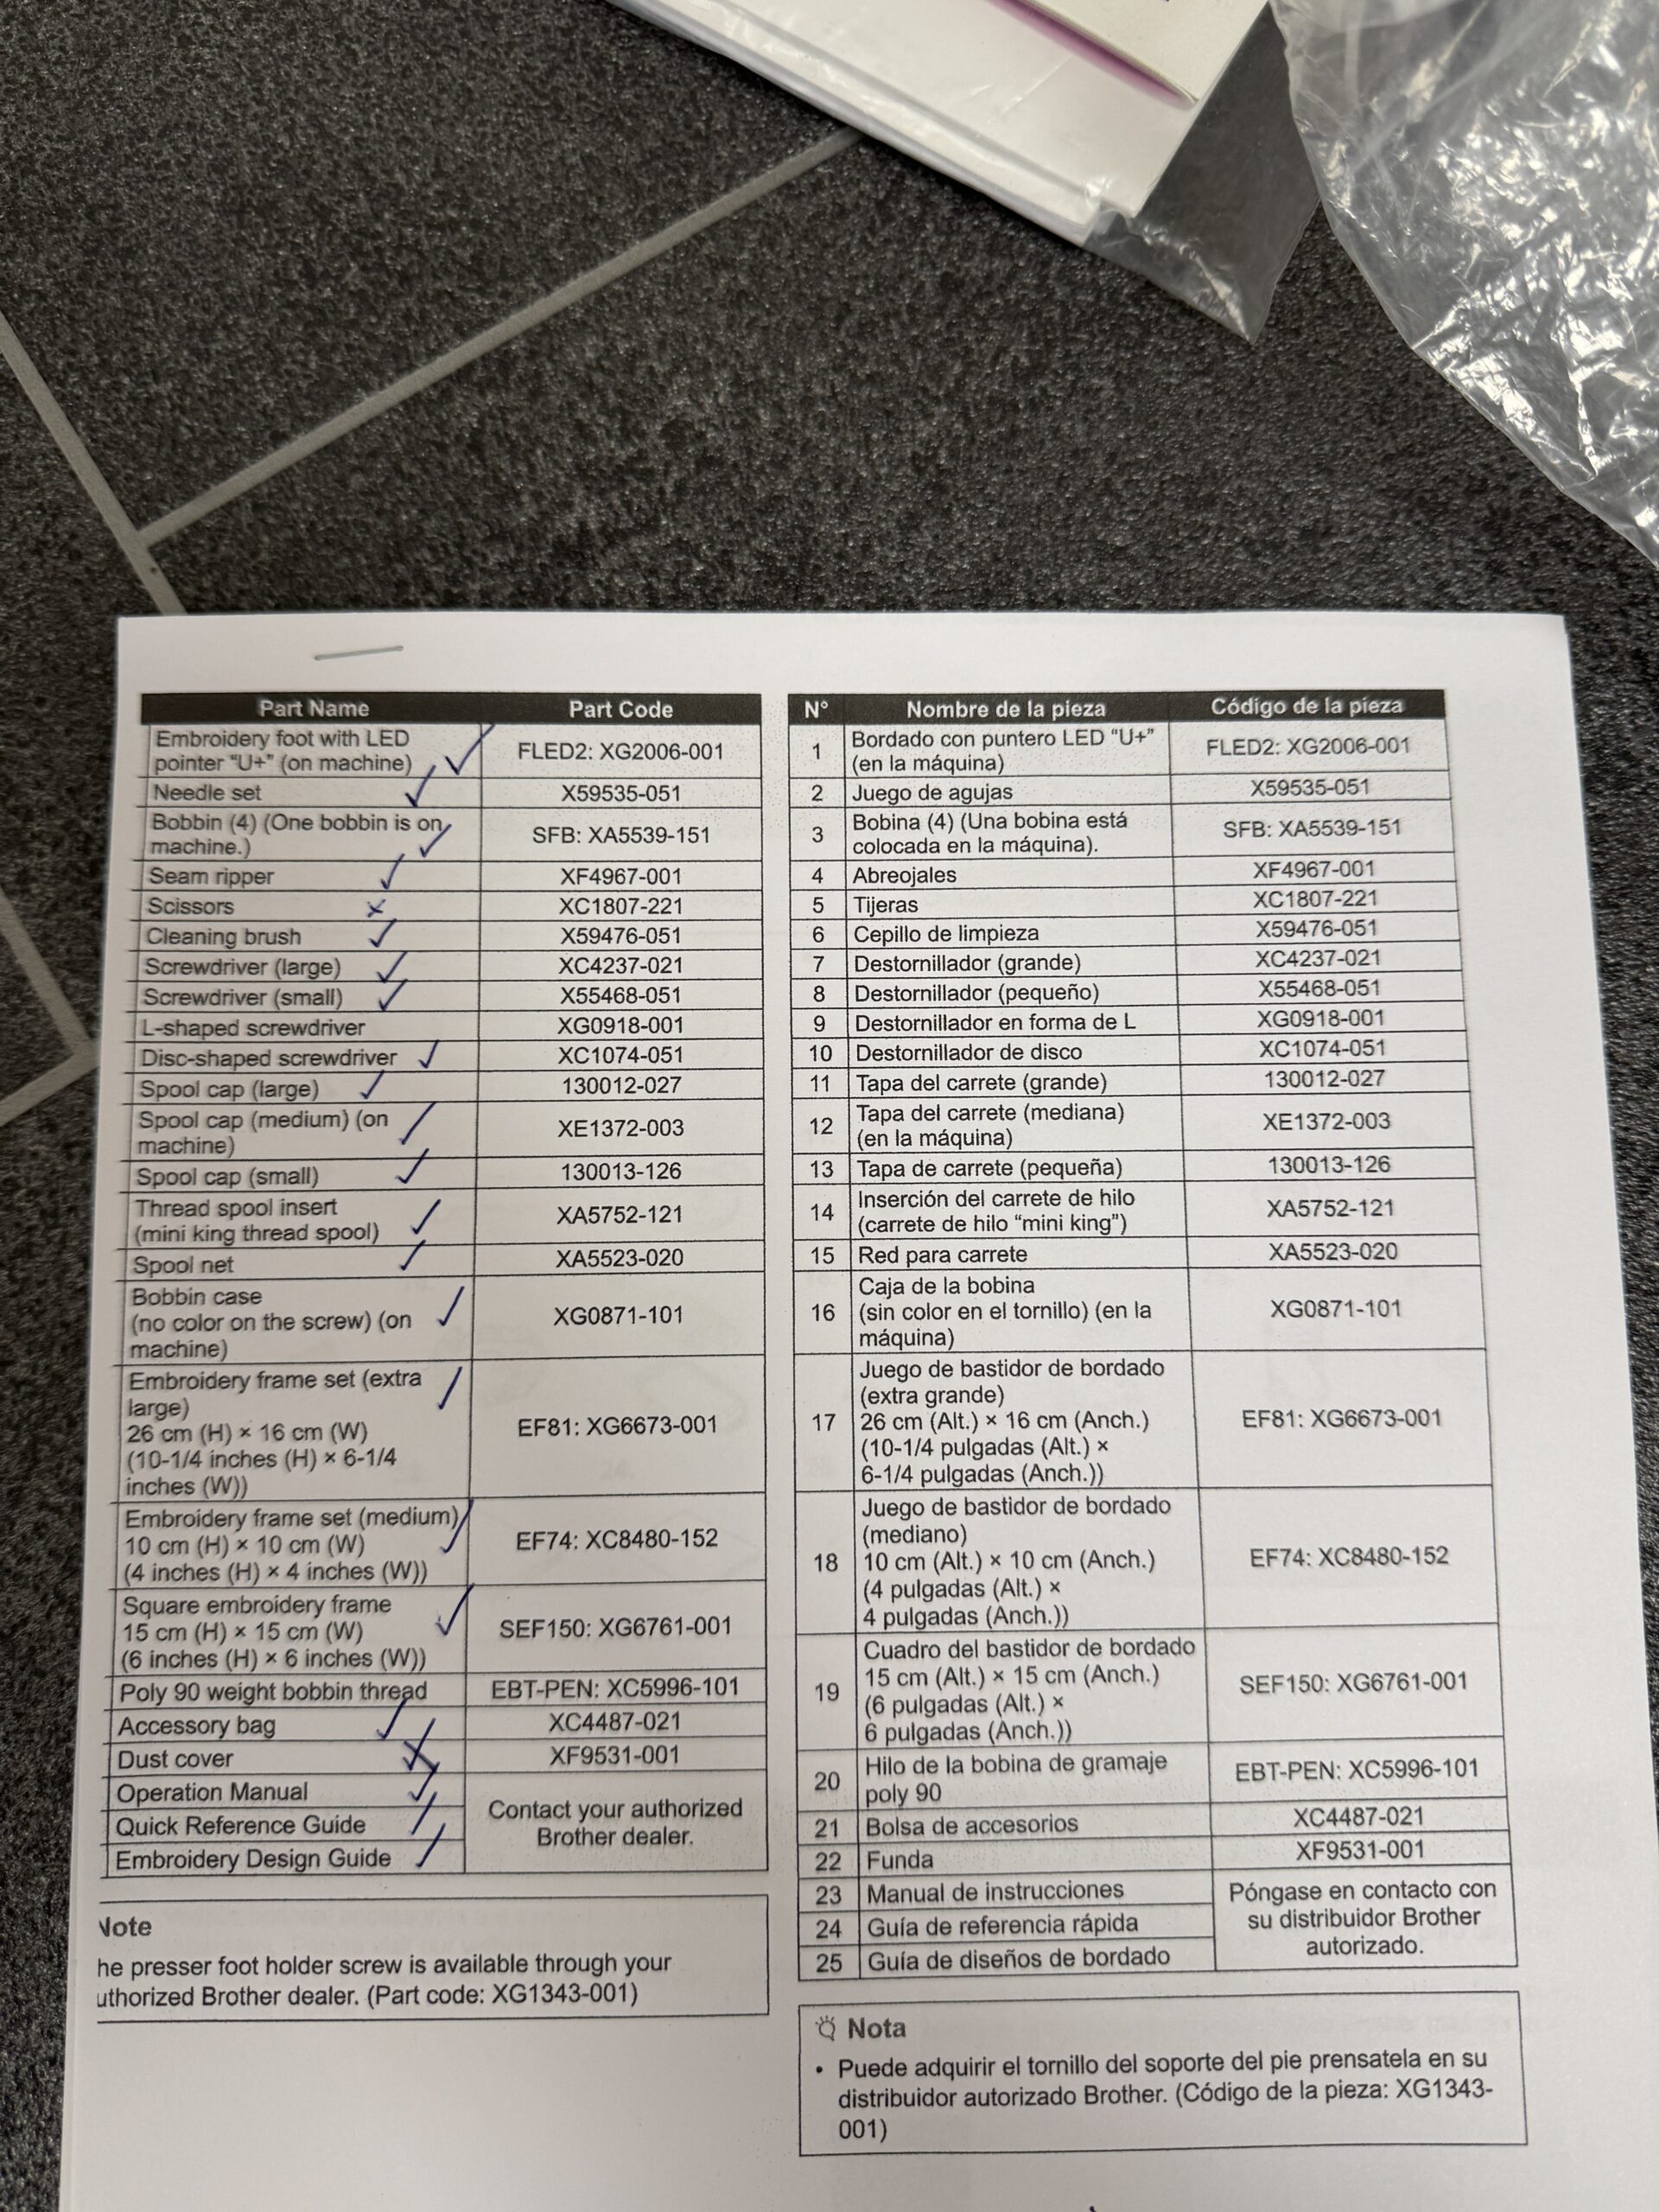 Part Name Part Code
Embroidery foot with LED
pointer “U+” (on machine) FLED2: XG2006-001
Needle set X59535-051
Bobbin (4) (One bobbin is on
machine.) SFB: XA5539-151
Seam ripper XF4967-001
Scissors XC1807-221
Cleaning brush X59476-051
Screwdriver (large) XC4237-021
Screwdriver (small) X55468-051
L-shaped screwdriver XG0918-001
Disc-shaped screwdriver XC1074-051
Spool cap (large) 130012-027
Spool cap (medium) (on
machine) XE1372-003
Spool cap (small) 130013-126
Thread spool insert
(mini king thread spool) XA5752-121
Spool net XA5523-020
Bobbin case
(no color on the screw) (on
machine) XG0871-101
Embroidery frame set (extra
large)
26 cm (H) × 16 cm (W)
(10-1/4 inches (H) × 6-1/4
inches (W)) EF81: XG6673-001
Embroidery frame set (medium)
10 cm (H) × 10 cm (W)
(4 inches (H) × 4 inches (W)) EF74: XC8480-152
Square embroidery frame
15 cm (H) × 15 cm (W)
(6 inches (H) × 6 inches (W)) SEF150: XG6761-001
Poly 90 weight bobbin thread EBT-PEN: XC5996-101
Accessory bag XC4487-021
Dust cover XF9531-001
Operation Manual
Quick Reference Guide
Embroidery Design Guide
Contact your authorized
Brother dealer.
Note
he presser foot holder screw is available through your
uthorized Brother dealer. (Part code: XG1343-001)
N° Nombre de la pieza Código de la pieza
1 Bordado con puntero LED “U+”
(en la máquina) FLED2: XG2006-001
2 Juego de agujas X59535-051
3 Bobina (4) (Una bobina está
colocada en la máquina). SFB: XA5539-151
4 Abreojales XF4967-001
5 Tijeras XC1807-221
6 Cepillo de limpieza X59476-051
7 Destornillador (grande) XC4237-021
8 Destornillador (pequeño) X55468-051
9 Destornillador en forma de L XG0918-001
10 Destornillador de disco XC1074-051
11 Tapa del carrete (grande) 130012-027
12 Tapa del carrete (mediana)
(en la máquina) XE1372-003
13 Tapa de carrete (pequeña) 130013-126
14 Inserción del carrete de hilo
(carrete de hilo “mini king”) XA5752-121
15 Red para carrete XA5523-020
16 Caja de la bobina
(sin color en el tornillo) (en la
máquina) XG0871-101
17 Juego de bastidor de bordado
(extra grande)
26 cm (Alt.) × 16 cm (Anch.)
(10-1/4 pulgadas (Alt.) ×
6-1/4 pulgadas (Anch.)) EF81: XG6673-001
18 Juego de bastidor de bordado
(mediano)
10 cm (Alt.) × 10 cm (Anch.)
(4 pulgadas (Alt.) ×
4 pulgadas (Anch.)) EF74: XC8480-152
19 Cuadro del bastidor de bordado
15 cm (Alt.) × 15 cm (Anch.)
(6 pulgadas (Alt.) ×
6 pulgadas (Anch.)) SEF150: XG6761-001
20 Hilo de la bobina de gramaje
poly 90 EBT-PEN: XC5996-101
21 Bolsa de accesorios XC4487-021
22 Funda XF9531-001
23 Manual de instrucciones
24 Guía de referencia rápida
25 Guía de diseños de bordado
Póngase en contacto con
su distribuidor Brother
autorizado.
Nota
• Puede adquirir el tornillo del soporte del pie prensatela en su
distribuidor autorizado Brother. (Código de la pieza: XG1343-
001)